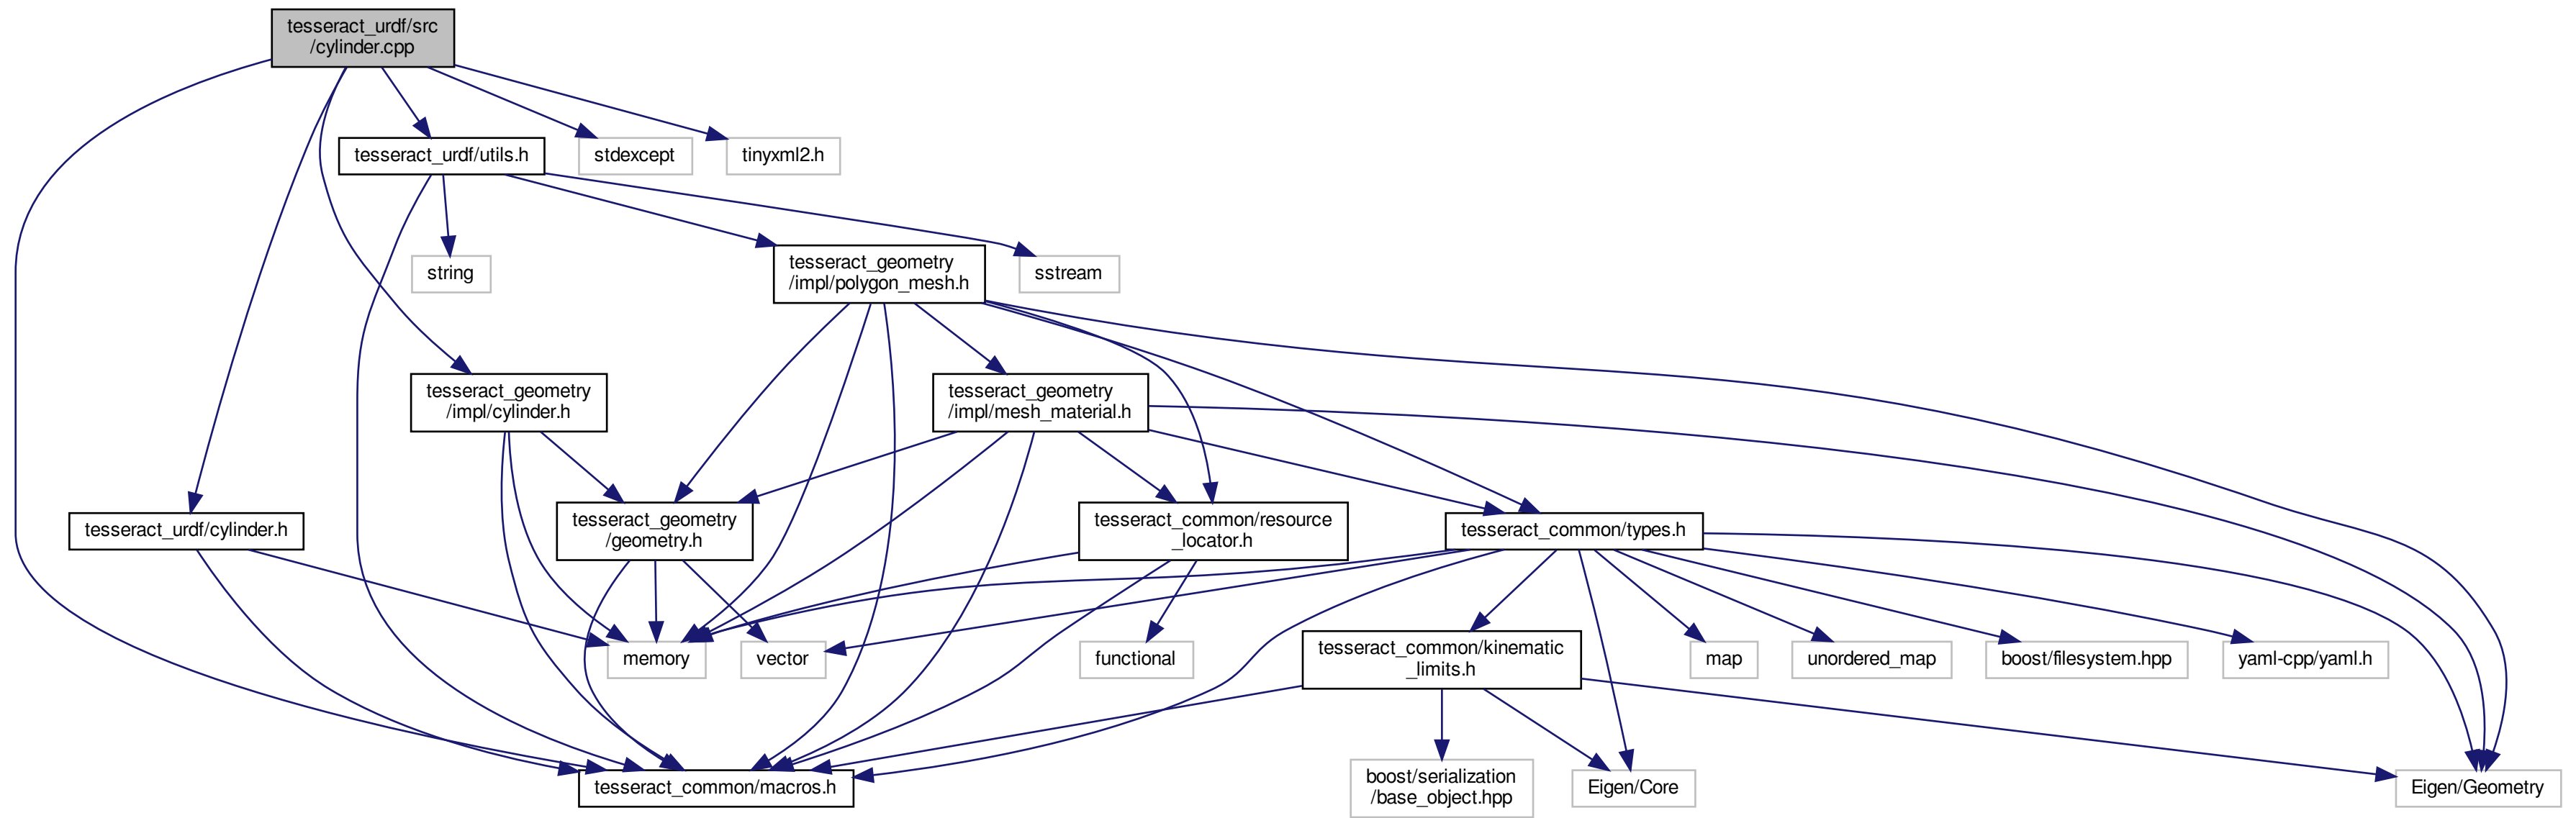 tesseract_urdf/src
/cylinder.cpp
tesseract_urdf/utils.h
stdexcept
tinyxml2.h
string
tesseract_geometry
/impl/polygon_mesh.h
sstream
tesseract_geometry
/impl/cylinder.h
tesseract_geometry
/impl/mesh_material.h
tesseract_urdf/cylinder.h
tesseract_geometry
/geometry.h
tesseract_common/resource
_locator.h
tesseract_common/types.h
memory
vector
functional
tesseract_common/kinematic
_limits.h
map
unordered_map
boost/filesystem.hpp
yaml-cpp/yaml.h
tesseract_common/macros.h
boost/serialization
/base_object.hpp
Eigen/Core
Eigen/Geometry